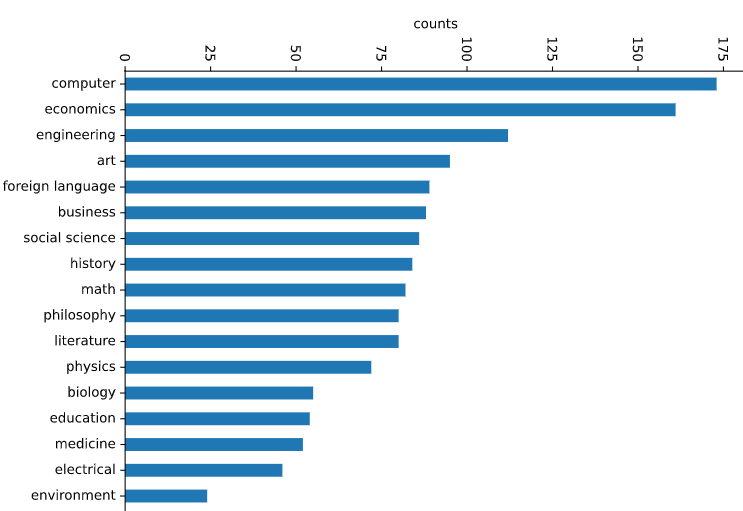 counts
0 25 50 75 100 125 150 175
computer
economics
engineering
art
foreign language
business
social science
history
math
philosophy
literature
physics
biology
education
medicine
electrical
environment